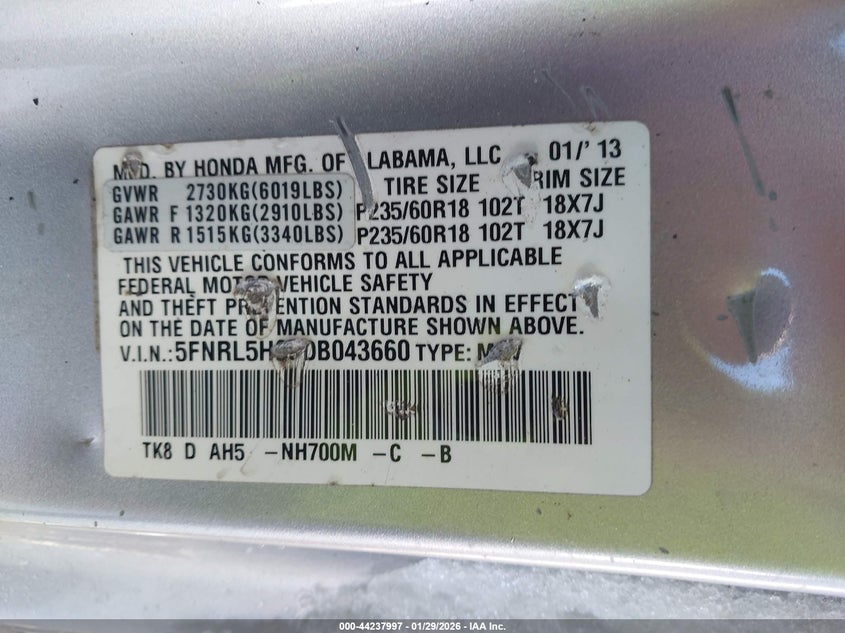 MFD. BY HONDA MFG. OF ALABAMA, LLC 01/'13
GVWR 2730KG(6019LBS) TIRE SIZE RIM SIZE
GAWR F 1320KG(2910LBS) P235/60R18 102T 18X7J
GAWR R 1515KG(3340LBS) P235/60R18 102T 18X7J
THIS VEHICLE CONFORMS TO ALL APPLICABLE
FEDERAL MOTOR VEHICLE SAFETY
AND THEFT PREVENTION STANDARDS IN EFFECT
ON THE DATE OF MANUFACTURE SHOWN ABOVE.
V.I.N.: TYPE:
TK8 D AH5 -NH700M -C -B
000-44237997 - 01/29/2026 - IAA Inc.